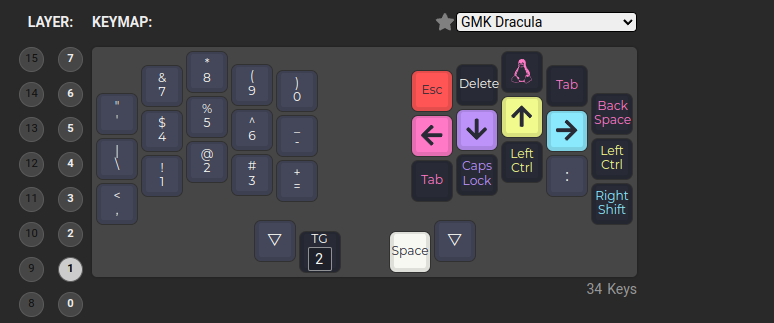 LAYER: KEYMAP: GMK Dracula
15 7
14 6
13 5
12 4
11 3
10 2
9 1
8 0
" '
| \
< ,
& 7
$ 4
! 1
* 8
% 5
@ 2
( 9
^ 6
# 3
) 0
_ -
+ =
Esc
Tab
Delete
Caps
Lock
Left
Ctrl
Tab
:
Back
Space
Left
Ctrl
Right
Shift
TG
2
Space
34 Keys